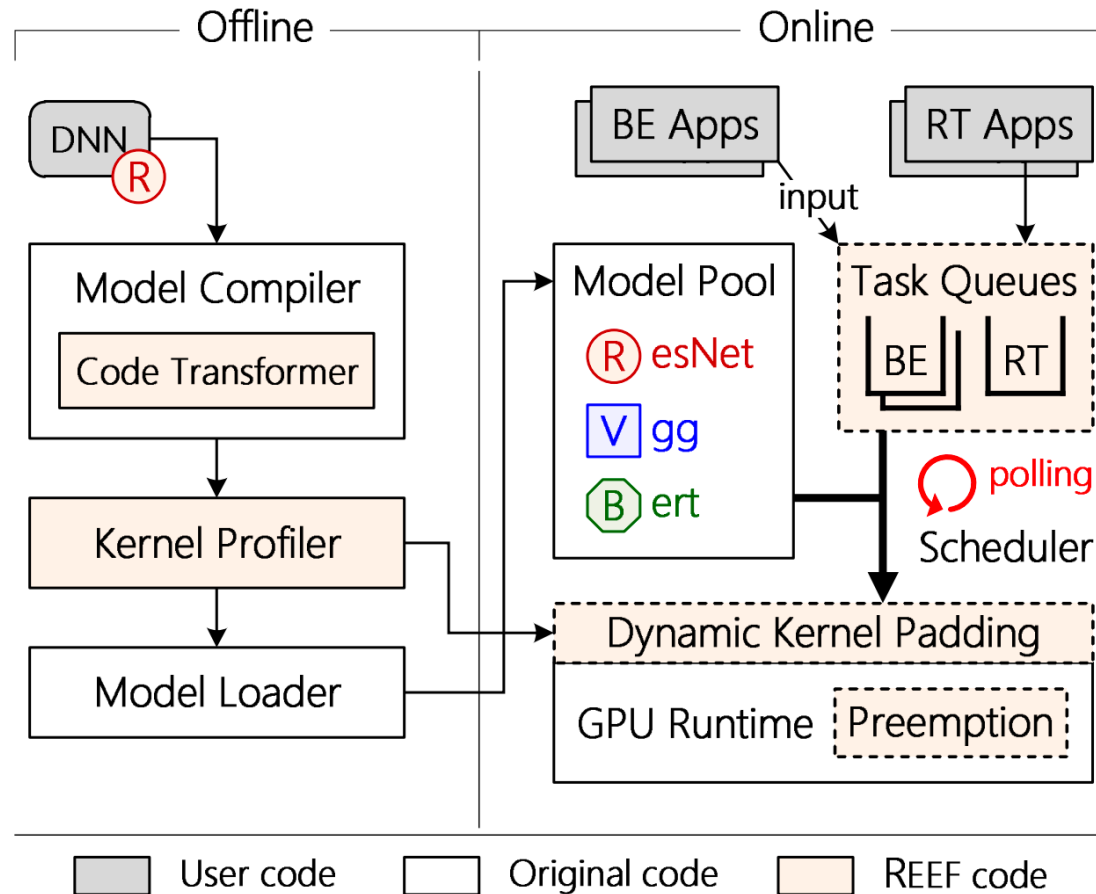 Offline
Online
DNN
R
BE Apps
RT Apps
input
Model Compiler
Code Transformer
Model Pool
R esNet
V gg
B ert
Task Queues
BE
RT
polling
Scheduler
Kernel Profiler
Model Loader
Dynamic Kernel Padding
GPU Runtime
Preemption
User code
Original code
REEF code